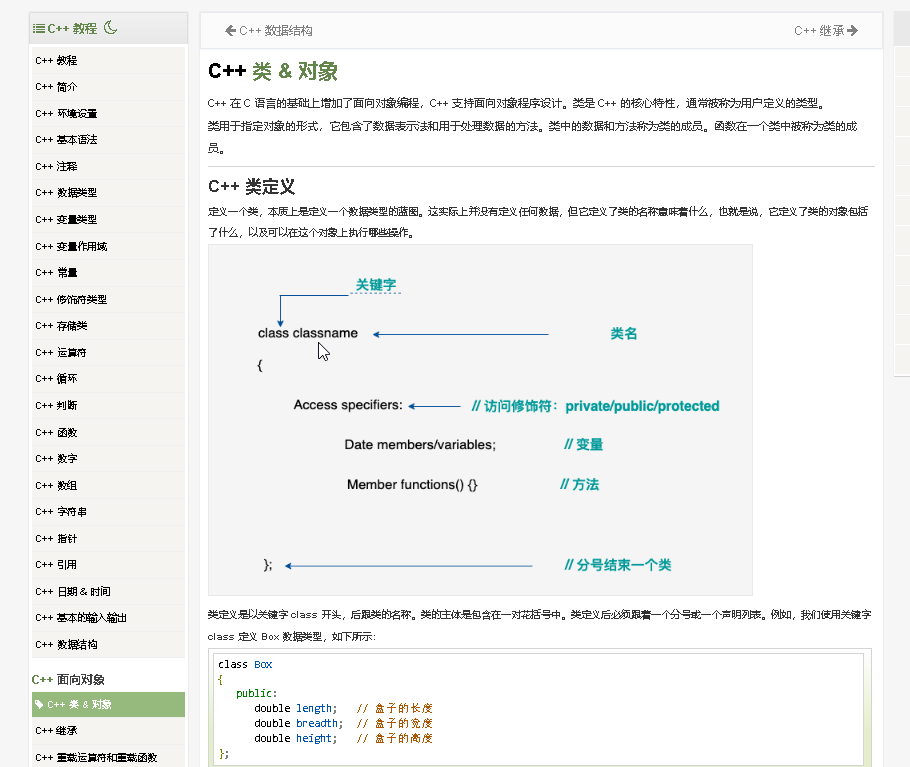 C++ 教程
C++ 教程
C++ 简介
C++ 环境设置
C++ 基本语法
C++ 注释
C++ 数据类型
C++ 变量类型
C++ 变量作用域
C++ 常量
C++ 修饰符类型
C++ 存储类
C++ 运算符
C++ 循环
C++ 判断
C++ 函数
C++ 数字
C++ 数组
C++ 字符串
C++ 指针
C++ 引用
C++ 日期 & 时间
C++ 基本的输入输出
C++ 数据结构
C++ 面向对象
C++ 类 & 对象
C++ 继承
C++ 重载运算符和重载函数
C++ 数据结构
C++ 继承
C++ 类 & 对象
C++ 在 C 语言的基础上增加了面向对象编程，C++ 支持面向对象程序设计。类是 C++ 的核心特性，通常被称为用户定义的类型。
类用于指定对象的形式，它包含了数据表示法和用于处理数据的方法。类中的数据和方法称为类的成员。函数在一个类中被称为类的成
员。
C++ 类定义
定义一个类，本质上是定义一个数据类型的蓝图。这实际上并没有定义任何数据，但它定义了类的名称意味着什么，也就是说，它定义了类的对象包括
了什么，以及可以在这个对象上执行哪些操作。
关键字
class classname 类名
{
Access specifiers: // 访问修饰符：private/public/protected
Date members/variables; // 变量
Member functions() {} // 方法
}; // 分号结束一个类
类定义是以关键字 class 开头，后跟类的名称。类的主体是包含在一对花括号中。类定义后必须跟着一个分号或一个声明列表。例如，我们使用关键字
class 定义 Box 数据类型，如下所示：
class Box
{
public:
double length; // 盒子的长度
double breadth; // 盒子的宽度
double height; // 盒子的高度
};